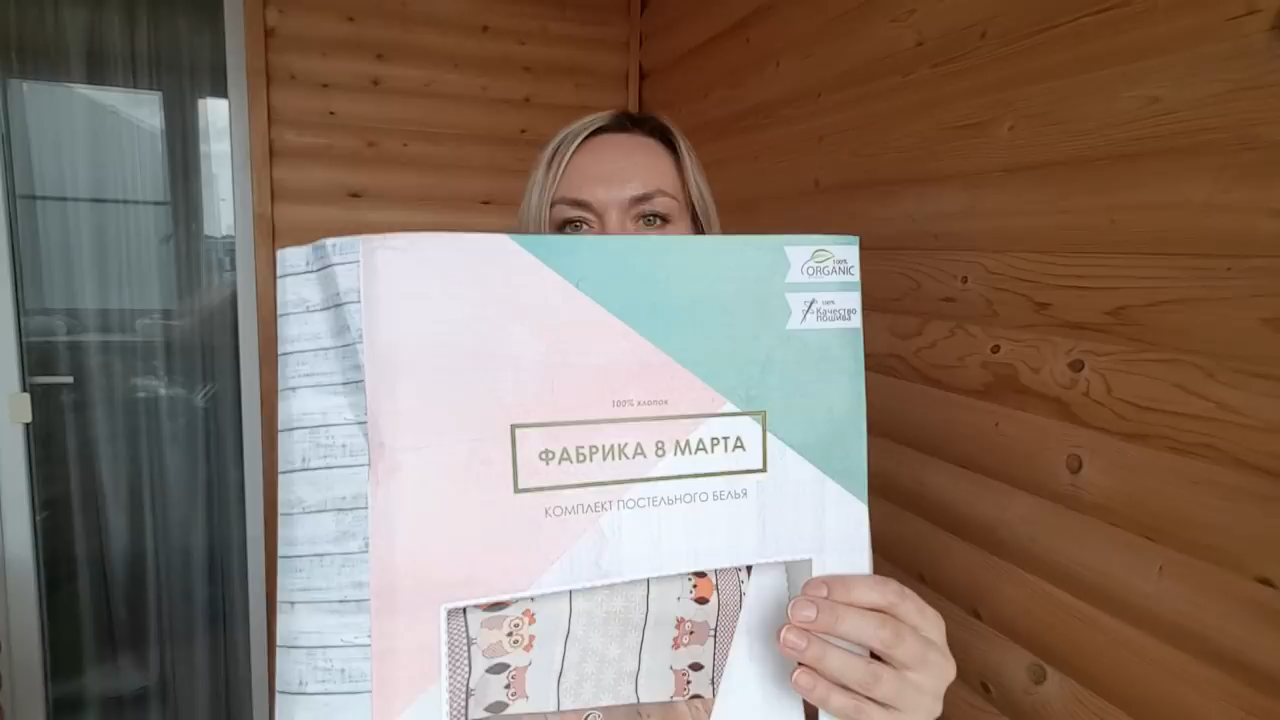 100%
ORGANIC
100%
Качество
пошива
100% хлопок
ФАБРИКА 8 МАРТА
КОМПЛЕКТ ПОСТЕЛЬНОГО БЕЛЬЯ